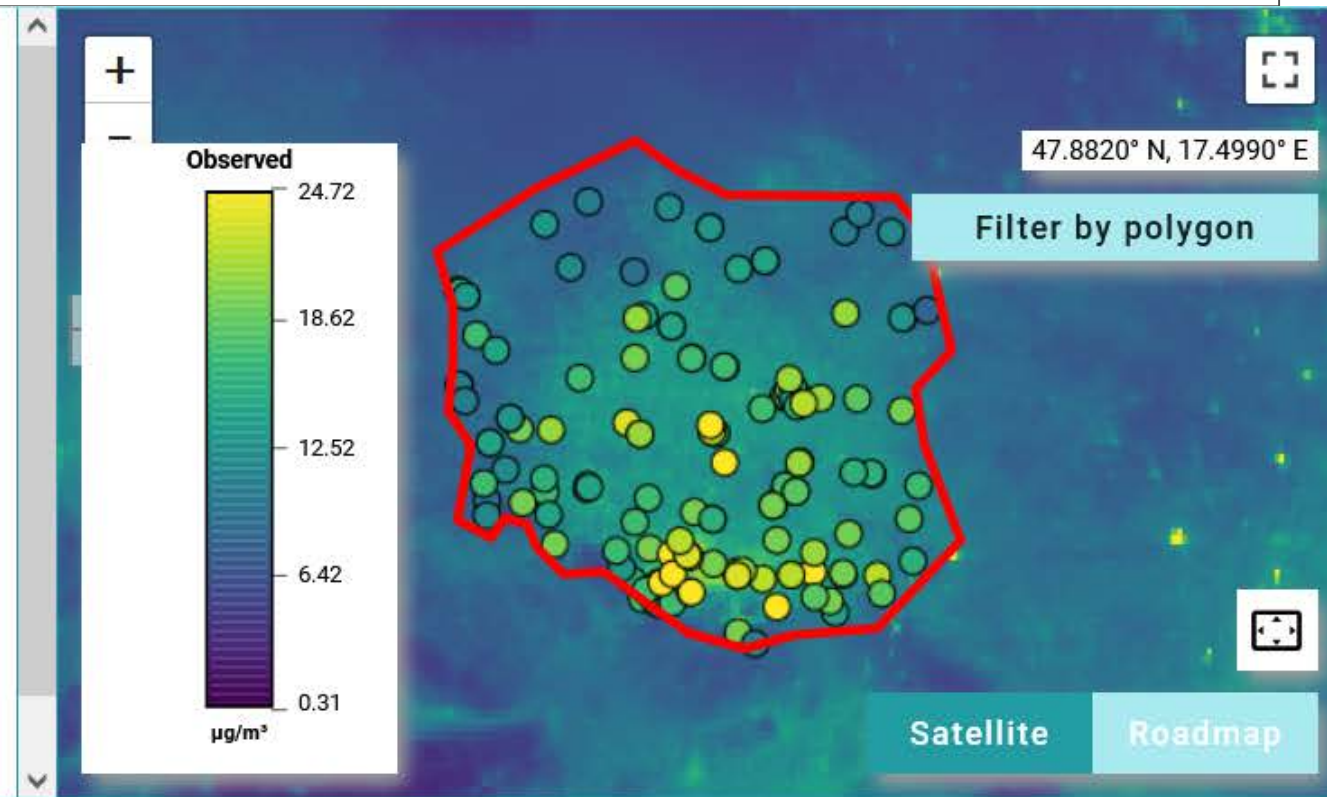 +
−
Observed
24.72
18.62
12.52
6.42
0.31
µg/m³
47.8820° N, 17.4990° E
Filter by polygon
Satellite
Roadmap